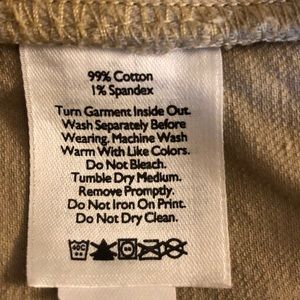 99% Cotton
1% Spandex
Turn Garment Inside Out.
Wash Separately Before
Wearing, Machine Wash
Warm With Like Colors.
Do Not Bleach.
Tumble Dry Medium.
Remove Promptly.
Do Not Iron On Print.
Do Not Dry Clean.
40C